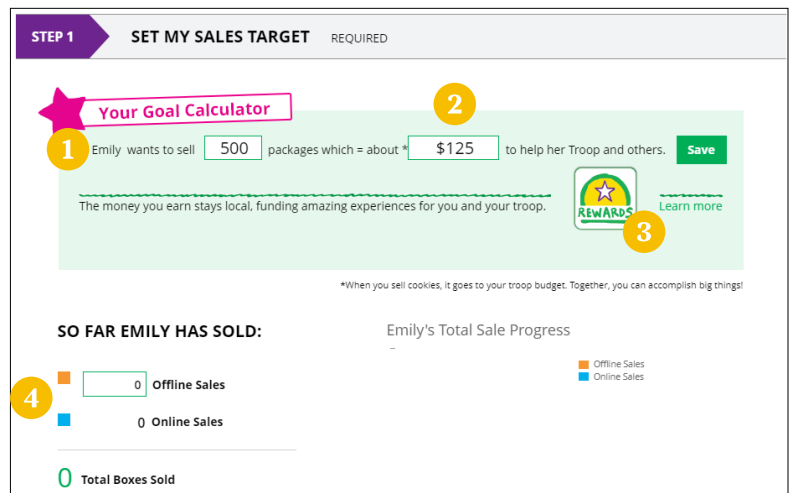 STEP 1 SET MY SALES TARGET REQUIRED
Your Goal Calculator
2
1 Emily wants to sell 500 packages which = about * $125 to help her Troop and others. Save
The money you earn stays local, funding amazing experiences for you and your troop. REWARDS Learn more
3
*When you sell cookies, it goes to your troop budget. Together, you can accomplish big things!
SO FAR EMILY HAS SOLD:
Emily's Total Sale Progress
Offline Sales
Online Sales
4
0 Offline Sales
0 Online Sales
0 Total Boxes Sold